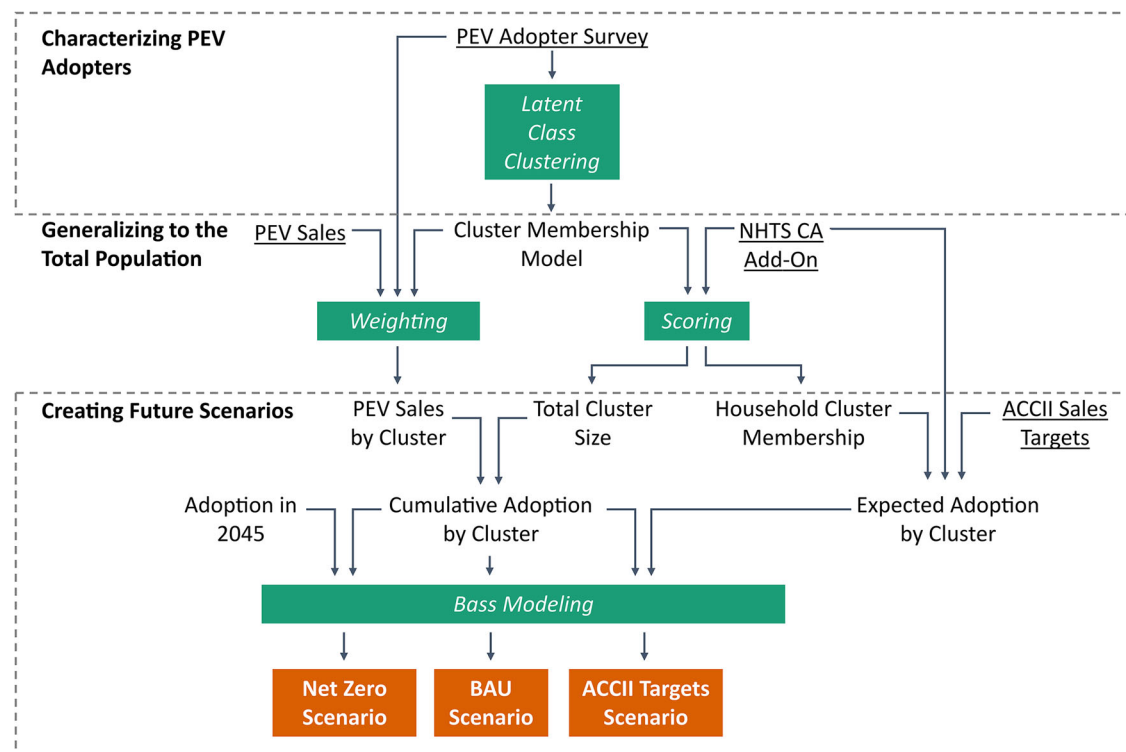 Characterizing PEV
Adopters
PEV Adopter Survey
Latent
Class
Clustering
Generalizing to the
Total Population
PEV Sales
Cluster Membership
Model
NHTS CA
Add-On
Weighting
Scoring
Creating Future Scenarios
PEV Sales
by Cluster
Total Cluster
Size
Household Cluster
Membership
ACCII Sales
Targets
Adoption in
2045
Cumulative Adoption
by Cluster
Expected Adoption
by Cluster
Bass Modeling
Net Zero
Scenario
BAU
Scenario
ACCII Targets
Scenario